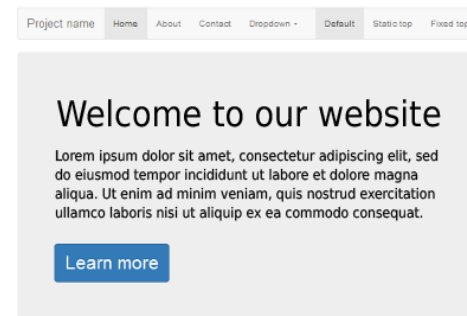 Project name Home About Contact Dropdown Default Static top Fixed top
Welcome to our website
Lorem ipsum dolor sit amet, consectetur adipiscing elit, sed
do eiusmod tempor incididunt ut labore et dolore magna
aliqua. Ut enim ad minim veniam, quis nostrud exercitation
ullamco laboris nisi ut aliquip ex ea commodo consequat.
Learn more